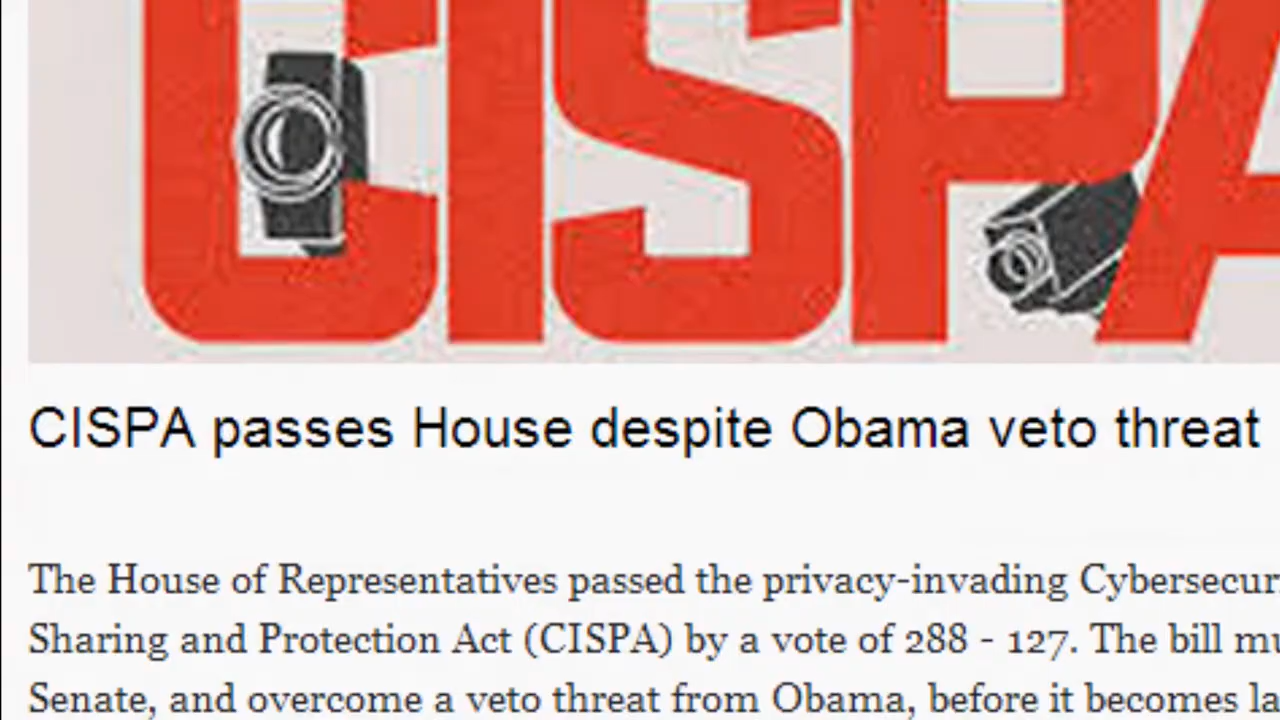 CISPA
CISPA passes House despite Obama veto threat
The House of Representatives passed the privacy-invading
Sharing and Protection Act (CISPA) by a vote of 288 - 127. The bill
Senate, and overcome a veto threat from Obama, before it becomes